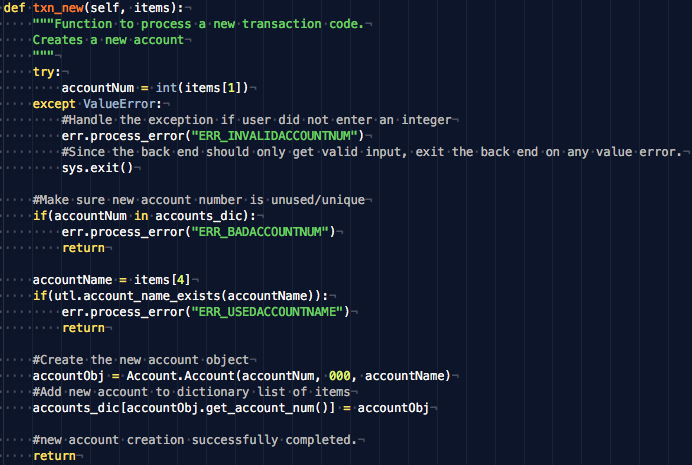 def txn_new(self, items):
"""Function to process a new transaction code.
Creates a new account
"""
try:
accountNum = int(items[1])
except ValueError:
#Handle the exception if user did not enter an integer
err.process_error("ERR_INVALIDACCOUNTNUM")
#Since the back end should only get valid input, exit the back end on any value error.
sys.exit()
#Make sure new account number is unused/unique
if(accountNum in accounts_dic):
err.process_error("ERR_BADACCOUNTNUM")
return
accountName = items[4]
if(utl.account_name_exists(accountName)):
err.process_error("ERR_USEDACCOUNTNAME")
return
#Create the new account object
accountObj = Account.Account(accountNum, 000, accountName)
#Add new account to dictionary list of items
accounts_dic[accountObj.get_account_num()] = accountObj
#new account creation successfully completed.
return